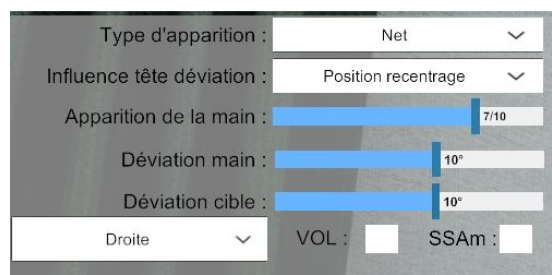 Type d'apparition : Net
Influence tête déviation : Position recentrage
Apparition de la main : 7/10
Déviation main : 10°
Déviation cible : 10°
Droite VOL : SSAm :